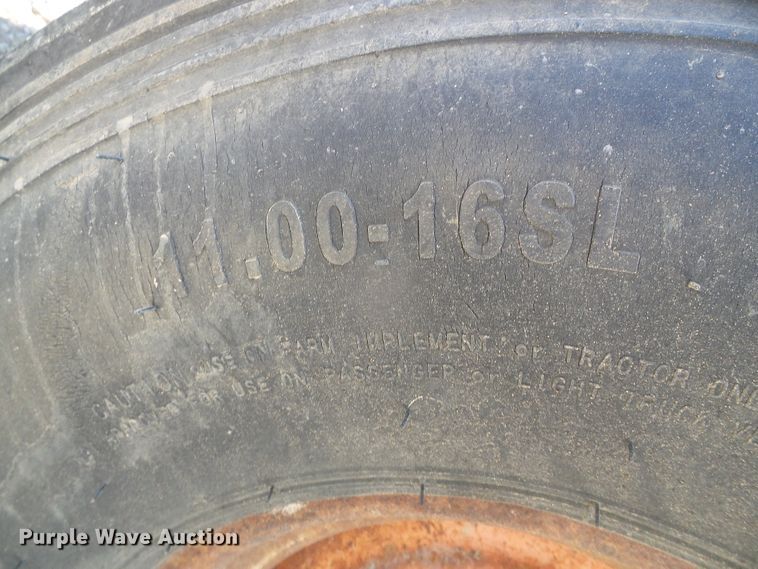 11.00-16SL
CAUTION USE ON FARM IMPLEMENT or TRACTOR ONL
FOR USE ON PASSENGER or LIGHT TRUCK
Purple Wave Auction®